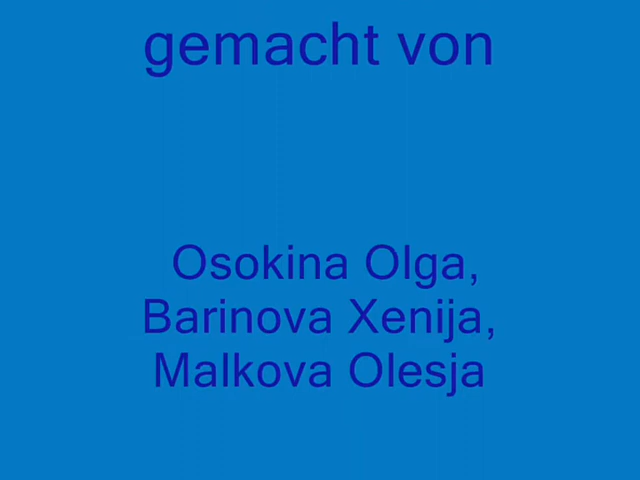 gemacht von
Osokina Olga,
Barinova Xenija,
Malkova Olesja